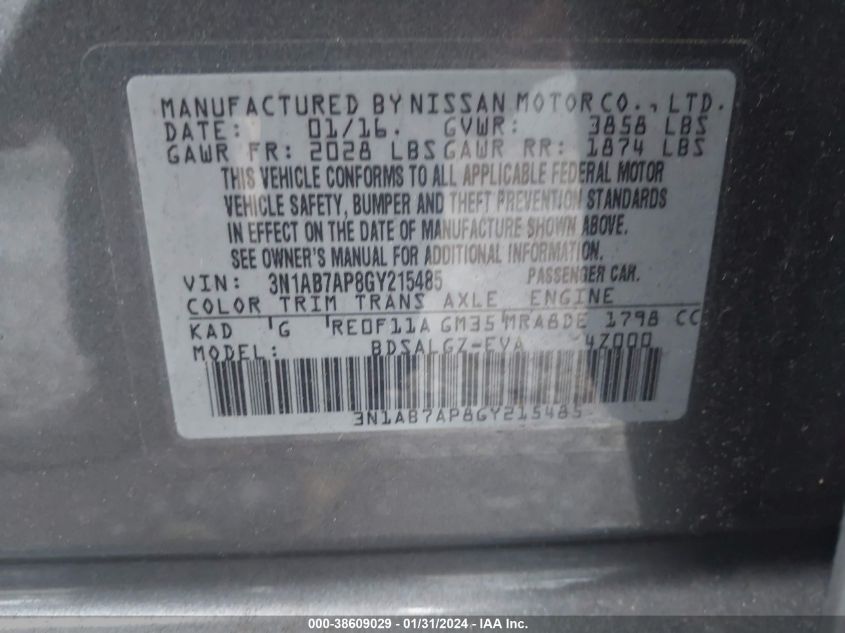 MANUFACTURED BY NISSAN MOTOR CO., LTD.
DATE: 01/16. GVWR: 3858 LBS
GAWR FR: 2028 LBS GAWR RR: 1874 LBS
THIS VEHICLE CONFORMS TO ALL APPLICABLE FEDERAL MOTOR
VEHICLE SAFETY, BUMPER AND THEFT PREVENTION STANDARDS
IN EFFECT ON THE DATE OF MANUFACTURE SHOWN ABOVE.
SEE OWNER'S MANUAL FOR ADDITIONAL INFORMATION.
VIN: 3N1AB7AP8GY215485 PASSENGER CAR.
COLOR TRIM TRANS AXLE ENGINE
KAD G RE0F11A GM35 MRA8DE 1798 CC
MODEL: BDSALGZ-EVA -4Z000
3N1AB7AP8GY215485
000-38609029 - 01/31/2024 - IAA Inc.